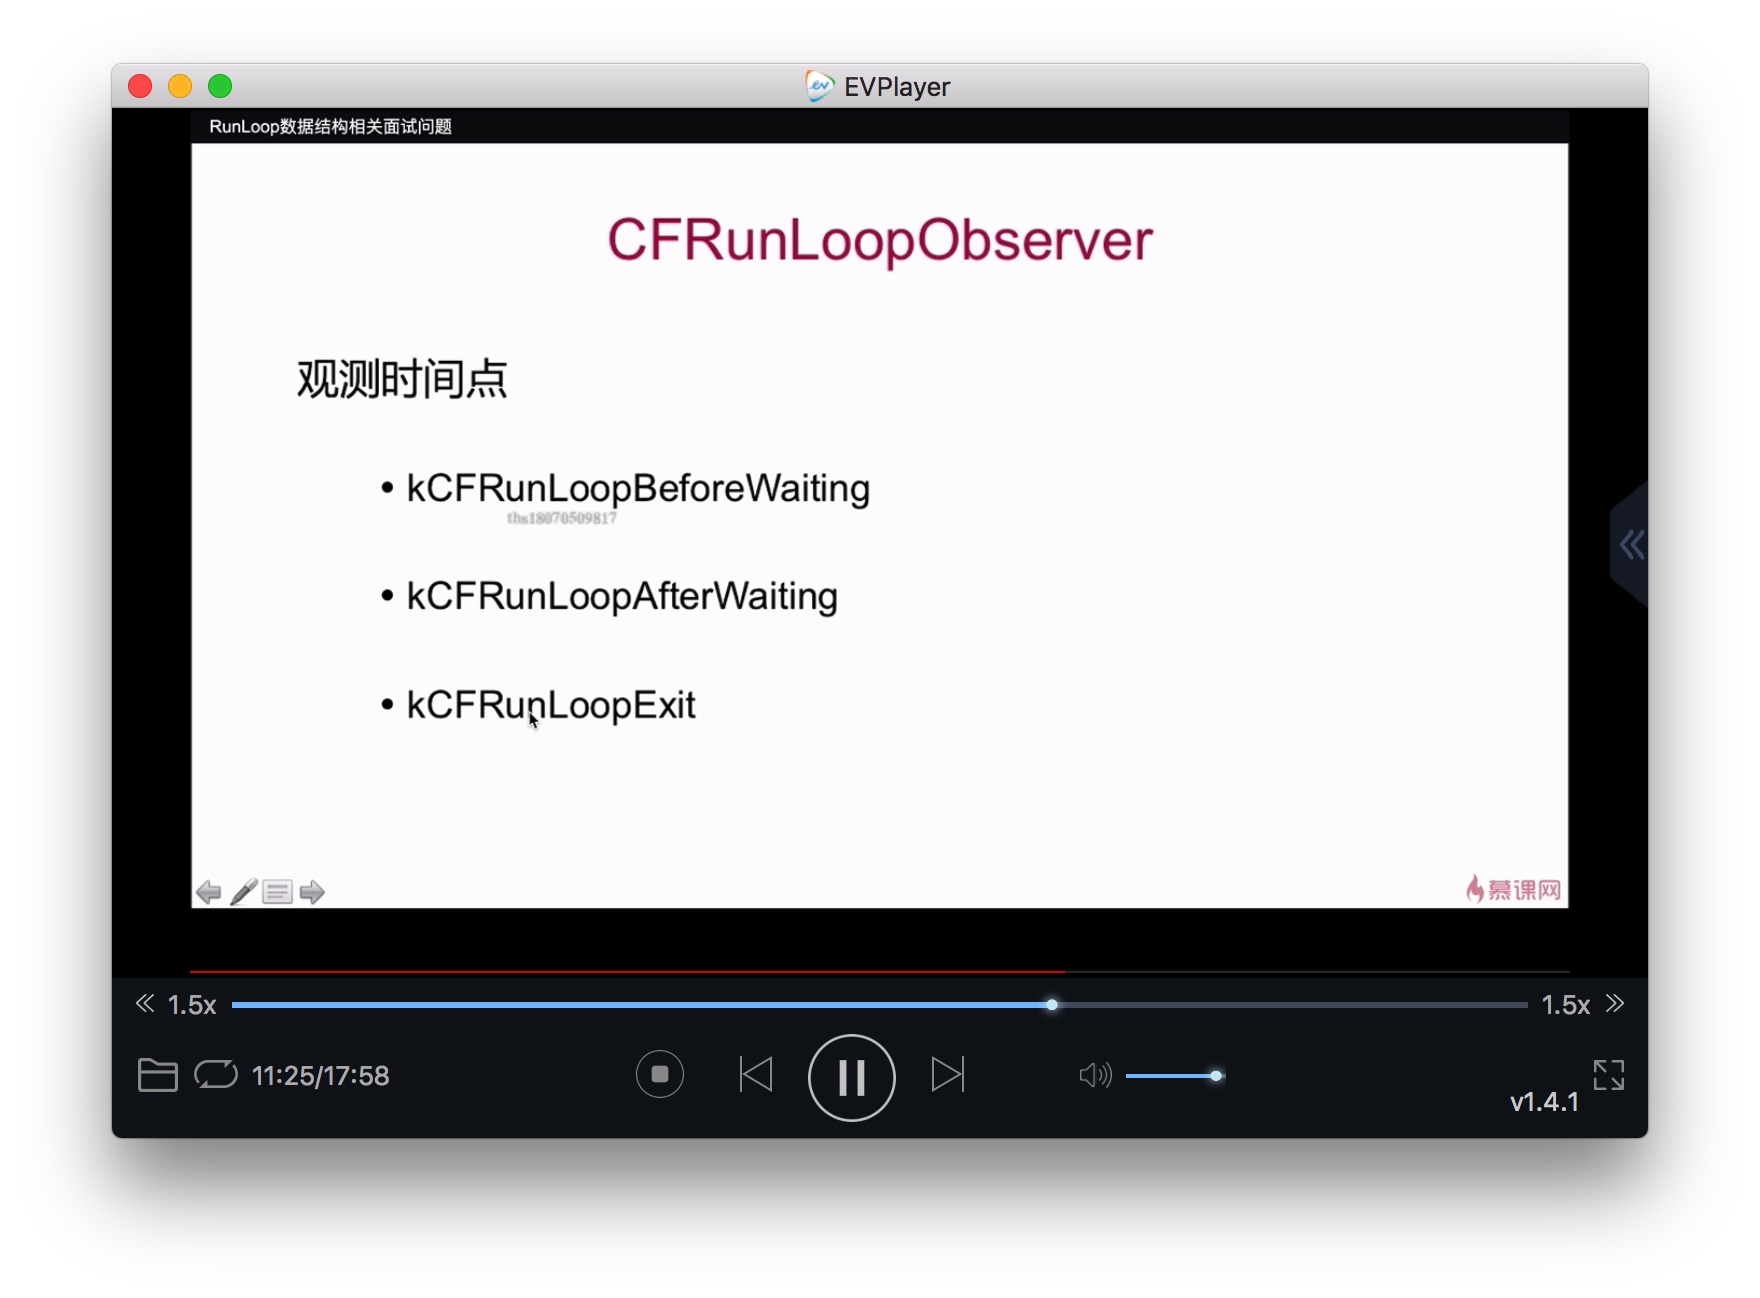 EVPlayer
RunLoop数据结构相关面试问题
CFRunLoopObserver
观测时间点
• kCFRunLoopBeforeWaiting
ths18070509817
• kCFRunLoopAfterWaiting
• kCFRunLoopExit
慕课网
1.5x
1.5x
11:25/17:58
v1.4.1